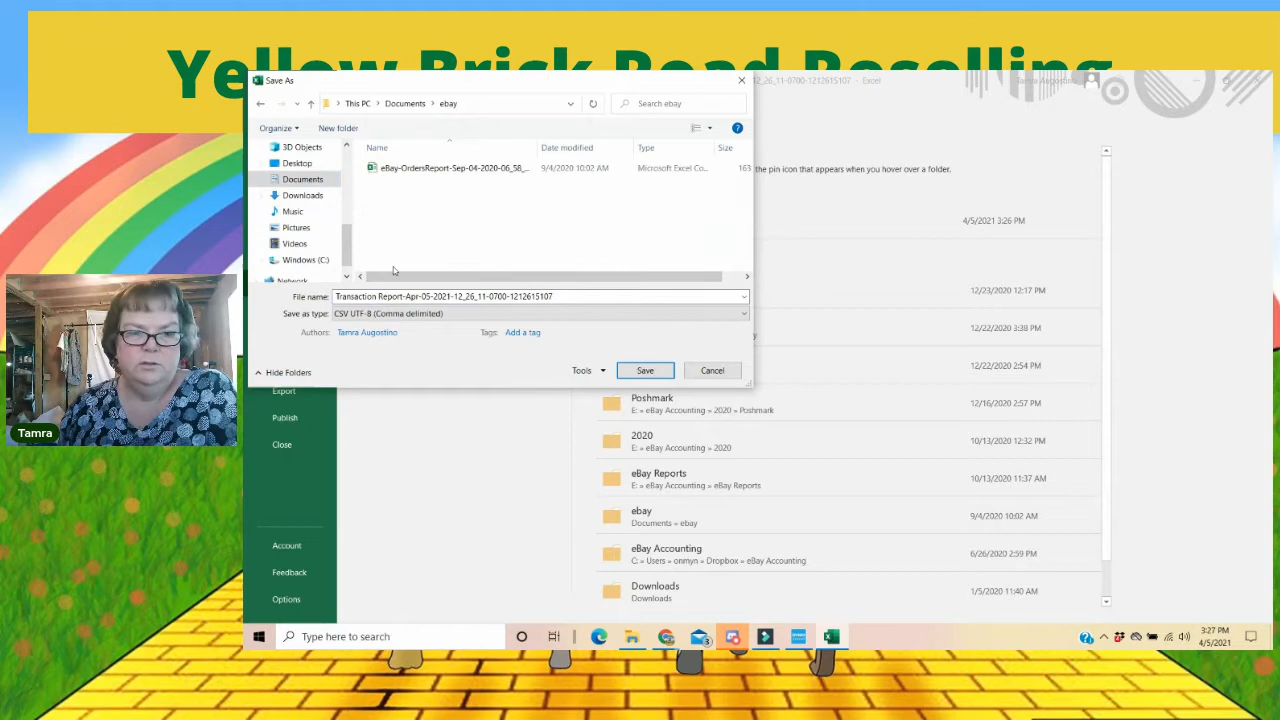 Yellow Brick Road Reselling
Save As
12_26_11-0700-1212615107 - Excel
Tamra Augostino
This PC > Documents > ebay
Search ebay
Organize
New folder
3D Objects
Desktop
Documents
Downloads
Music
Pictures
Videos
Windows (C:)
Network
Name
Date modified
Type
Size
eBay-OrdersReport-Sep-04-2020-06_58_...
9/4/2020 10:02 AM
Microsoft Excel Co...
163
the pin icon that appears when you hover over a folder.
4/5/2021 3:26 PM
12/23/2020 12:17 PM
12/22/2020 3:38 PM
12/22/2020 2:54 PM
File name:
Transaction Report-Apr-05-2021-12_26_11-0700-1212615107
Save as type:
CSV UTF-8 (Comma delimited)
Authors:
Tamra Augostino
Tags:
Add a tag
Hide Folders
Tools
Save
Cancel
Export
Publish
Close
Account
Feedback
Options
Poshmark
E: » eBay Accounting » 2020 » Poshmark
12/16/2020 2:57 PM
2020
E: » eBay Accounting » 2020
10/13/2020 12:32 PM
eBay Reports
E: » eBay Accounting » eBay Reports
10/13/2020 11:37 AM
ebay
Documents » ebay
9/4/2020 10:02 AM
eBay Accounting
C: » Users » onmyn » Dropbox » eBay Accounting
6/26/2020 2:59 PM
Downloads
Downloads
1/5/2020 11:40 AM
Tamra
Type here to search
3
3:27 PM
4/5/2021